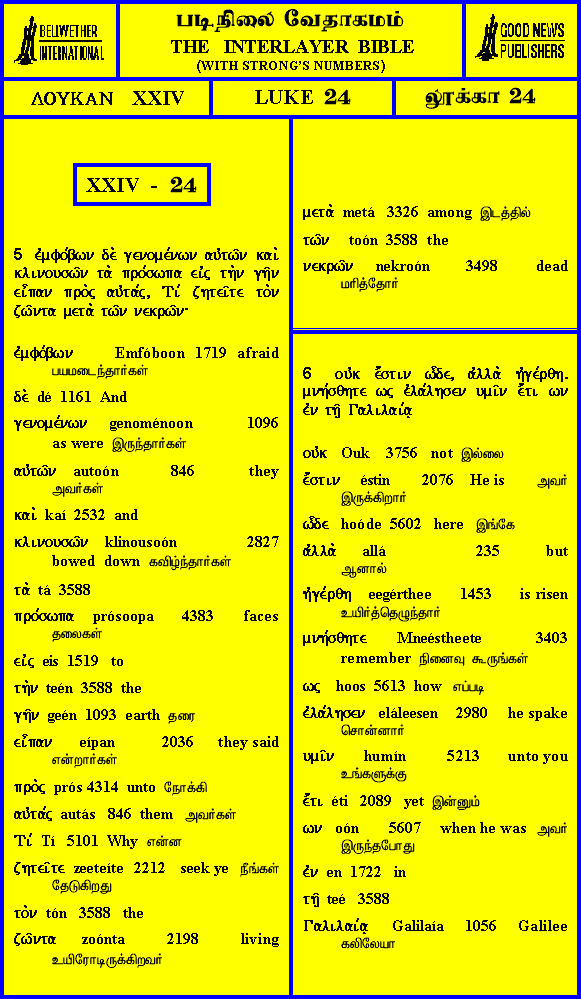 BELLWETHER
INTERNATIONAL
படிநிலை வேதாகமம்
THE INTERLAYER BIBLE
(WITH STRONG'S NUMBERS)
GOOD NEWS
PUBLISHERS
ΛΟΥΚΑΝ XXIV
LUKE 24
லூக்கா 24
XXIV - 24
5 ἐμφόβων δὲ γενομένων αὐτῶν καὶ
κλινουσῶν τὰ πρόσωπα εἰς τὴν γῆν
εἶπαν πρὸς αὐτάς, Τί ζητεῖτε τὸν
ζῶντα μετὰ τῶν νεκρῶν·
ἐμφόβων Emfóboon 1719 afraid
பயமடைந்தார்கள்
δὲ dé 1161 And
γενομένων genoménoon 1096
as were இருந்தார்கள்
αὐτῶν autoón 846 they
அவர்கள்
καὶ kaí 2532 and
κλινουσῶν klinousoón 2827
bowed down கவிழ்ந்தார்கள்
τὰ tá 3588
πρόσωπα prósoopa 4383 faces
தலைகள்
εἰς eis 1519 to
τὴν teén 3588 the
γῆν geén 1093 earth தரை
εἶπαν eípan 2036 they said
என்றார்கள்
πρὸς prós 4314 unto நோக்கி
αὐτάς autás 846 them அவர்கள்
Τί Tí 5101 Why என்ன
ζητεῖτε zeeteíte 2212 seek ye நீங்கள்
தேடுகிறது
τὸν tón 3588 the
ζῶντα zoónta 2198 living
உயிரோடிருக்கிறவர்
μετὰ metá 3326 among இடத்தில்
τῶν toón 3588 the
νεκρῶν nekroón 3498 dead
மரித்தோர்
6 οὐκ ἔστιν ὧδε, ἀλλὰ ἠγέρθη.
μνήσθητε ως ἐλάλησεν υμῖν ἔτι ων
ἐν τῇ Γαλιλαίᾳ
οὐκ Ouk 3756 not இல்லை
ἔστιν éstin 2076 He is அவர்
இருக்கிறார்
ὧδε hoóde 5602 here இங்கே
ἀλλὰ allá 235 but
ஆனால்
ἠγέρθη eegérthee 1453 is risen
உயிர்த்தெழுந்தார்
μνήσθητε Mneéstheete 3403
remember நினைவு கூருங்கள்
ως hoos 5613 how எப்படி
ἐλάλησεν eláleesen 2980 he spake
சொன்னார்
υμῖν humín 5213 unto you
உங்களுக்கு
ἔτι éti 2089 yet இன்னும்
ων oón 5607 when he was அவர்
இருந்தபோது
ἐν en 1722 in
τῇ teé 3588
Γαλιλαίᾳ Galilaía 1056 Galilee
கலிலேயா